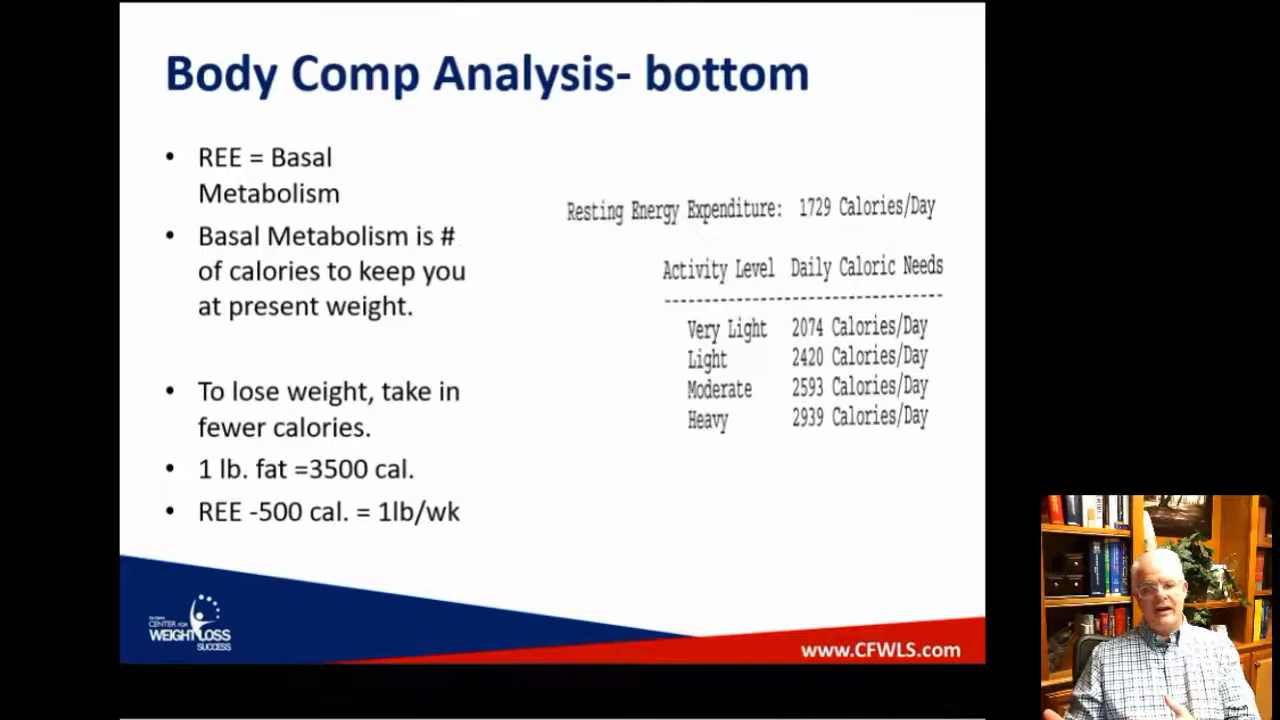 Body Comp Analysis- bottom
• REE = Basal
Metabolism
• Basal Metabolism is #
of calories to keep you
at present weight.
• To lose weight, take in
fewer calories.
• 1 lb. fat =3500 cal.
• REE -500 cal. = 1lb/wk
Resting Energy Expenditure: 1729 Calories/Day
Activity Level Daily Caloric Needs
----------------------------------
Very Light 2074 Calories/Day
Light 2420 Calories/Day
Moderate 2593 Calories/Day
Heavy 2939 Calories/Day
CENTER FOR
WEIGHT LOSS
SUCCESS
www.CFWLS.com